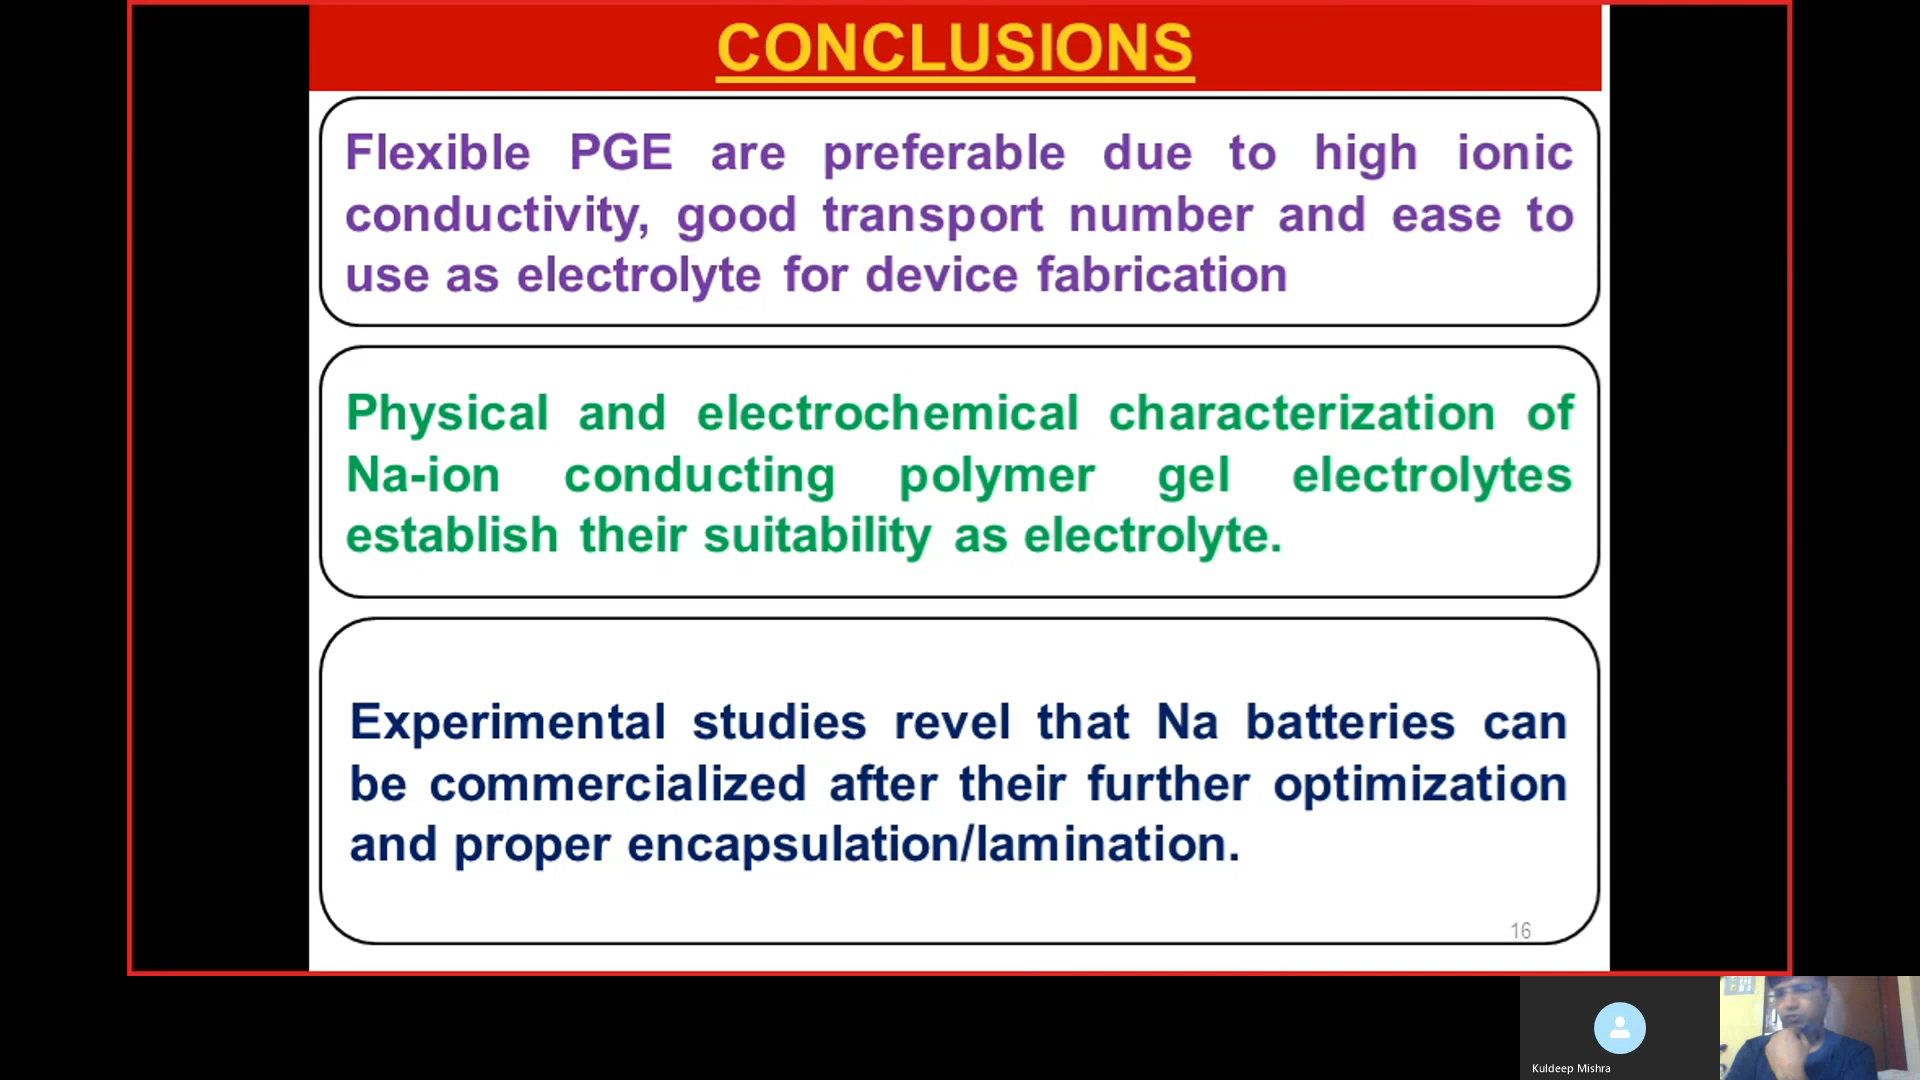 CONCLUSIONS
Flexible PGE are preferable due to high ionic
conductivity, good transport number and ease to
use as electrolyte for device fabrication
Physical and electrochemical characterization of
Na-ion conducting polymer gel electrolytes
establish their suitability as electrolyte.
Experimental studies revel that Na batteries can
be commercialized after their further optimization
and proper encapsulation/lamination.
16
Kuldeep Mishra